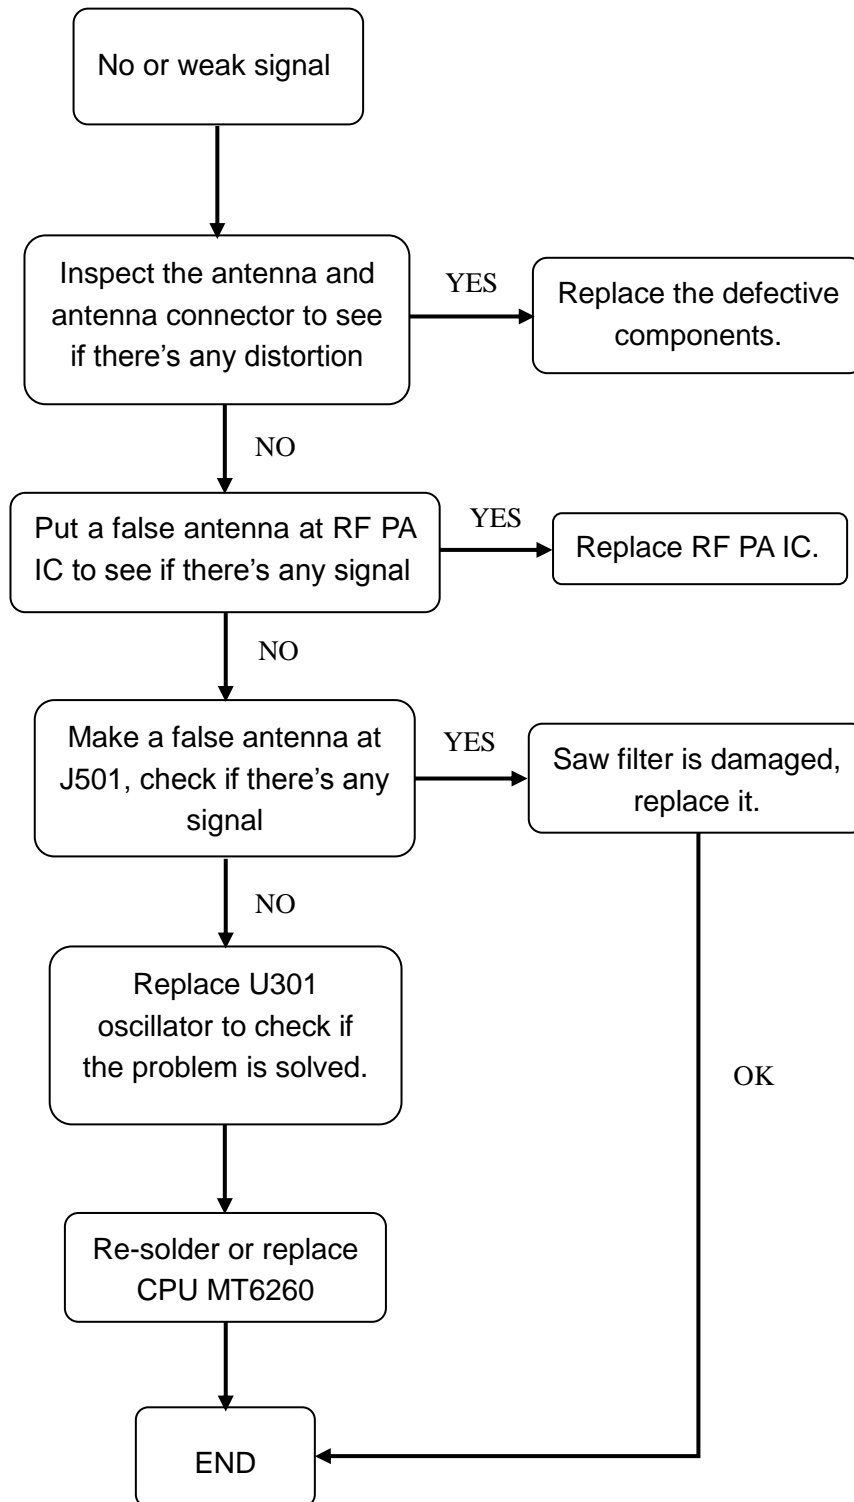 No or weak signal
Inspect the antenna and
antenna connector to see
if there's any distortion
YES
Replace the defective
components.
NO
Put a false antenna at RF PA
IC to see if there's any signal
YES
Replace RF PA IC.
NO
Make a false antenna at
J501, check if there's any
signal
YES
Saw filter is damaged,
replace it.
NO
Replace U301
oscillator to check if
the problem is solved.
OK
Re-solder or replace
CPU MT6260
END